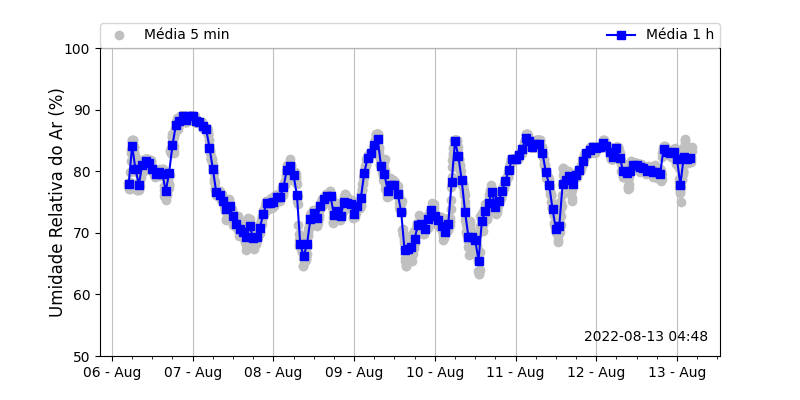 Média 5 min
Média 1 h
Umidade Relativa do Ar (%)
100
90
80
70
60
50
2022-08-13 04:48
06 - Aug
07 - Aug
08 - Aug
09 - Aug
10 - Aug
11 - Aug
12 - Aug
13 - Aug